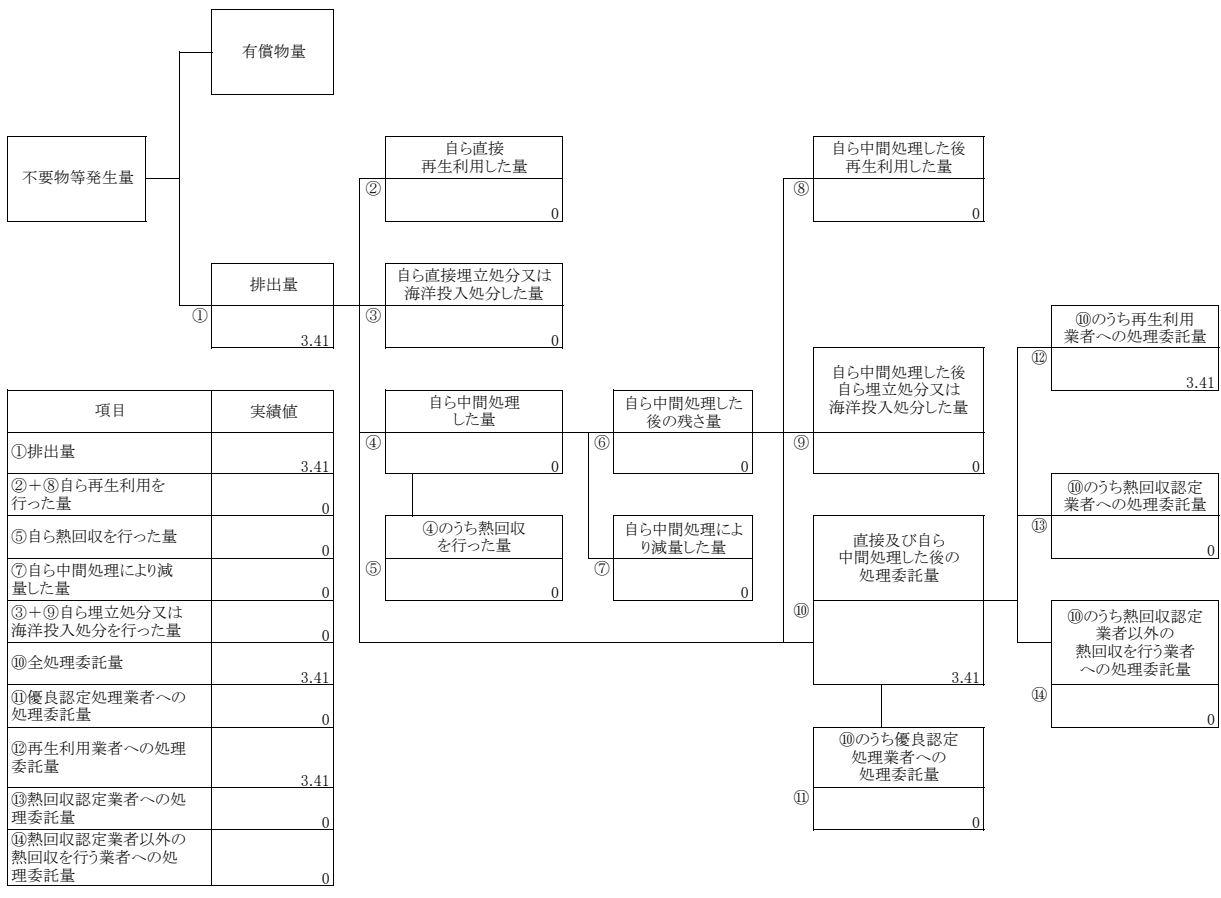 有償物量
不要物等発生量
排出量
①
3.41
自ら直接
再生利用した量
②
0
自ら直接埋立処分又は
海洋投入処分した量
③
0
自ら中間処理
した量
④
0
④のうち熱回収
を行った量
⑤
0
自ら中間処理した
後の残さ量
⑥
0
自ら中間処理によ
り減量した量
⑦
0
自ら中間処理した後
再生利用した量
⑧
0
自ら中間処理した後
自ら埋立処分又は
海洋投入処分した量
⑨
0
直接及び自ら
中間処理した後の
処理委託量
⑩
3.41
⑩のうち優良認定
処理業者への
処理委託量
⑪
0
⑩のうち再生利用
業者への処理委託量
⑫
3.41
⑩のうち熱回収認定
業者への処理委託量
⑬
0
⑩のうち熱回収認定
業者以外の
熱回収を行う業者
への処理委託量
⑭
0
項目 実績値
①排出量
3.41
②＋⑧自ら再生利用を
行った量
0
⑤自ら熱回収を行った量
0
⑦自ら中間処理により減
量した量
0
③＋⑨自ら埋立処分又は
海洋投入処分を行った量
0
⑩全処理委託量
3.41
⑪優良認定処理業者への
処理委託量
0
⑫再生利用業者への処理
委託量
3.41
⑬熱回収認定業者への処
理委託量
0
⑭熱回収認定業者以外の
熱回収を行う業者への処
理委託量
0